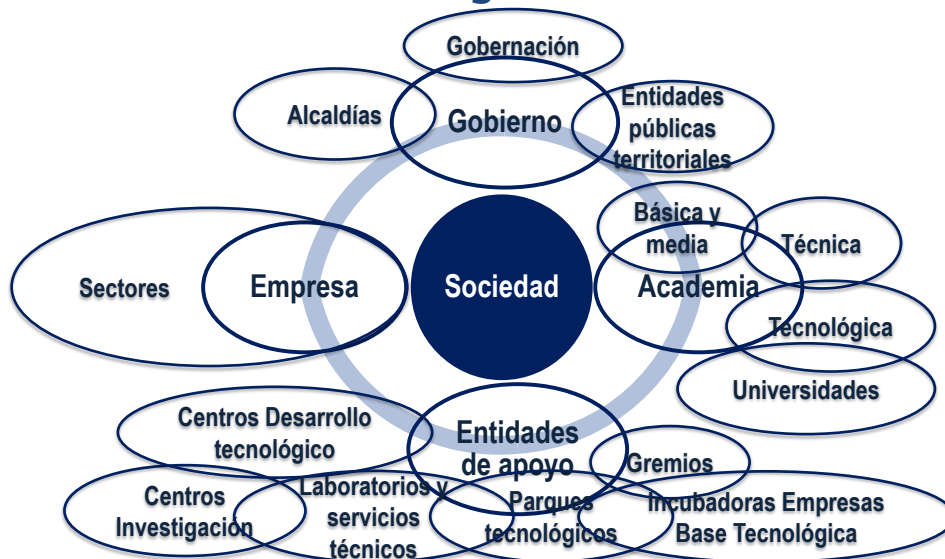 Gobernación
Alcaldías
Gobierno
Entidades
públicas
territoriales
Básica y
media
Técnica
Sectores
Empresa
Sociedad
Academia
Tecnológica
Universidades
Centros Desarrollo
tecnológico
Entidades
de apoyo
Gremios
Centros
Investigación
Laboratorios y
servicios
técnicos
Parques
tecnológicos
Incubadoras Empresas
Base Tecnológica